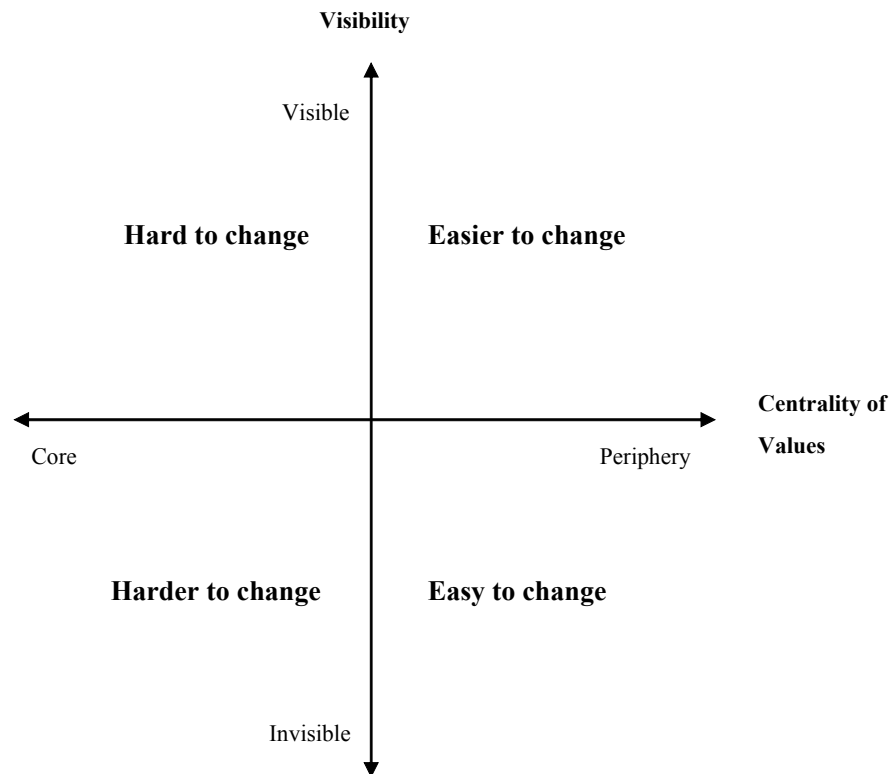 Visibility
Visible
Hard to change
Easier to change
Centrality of
Values
Core
Periphery
Harder to change
Easy to change
Invisible